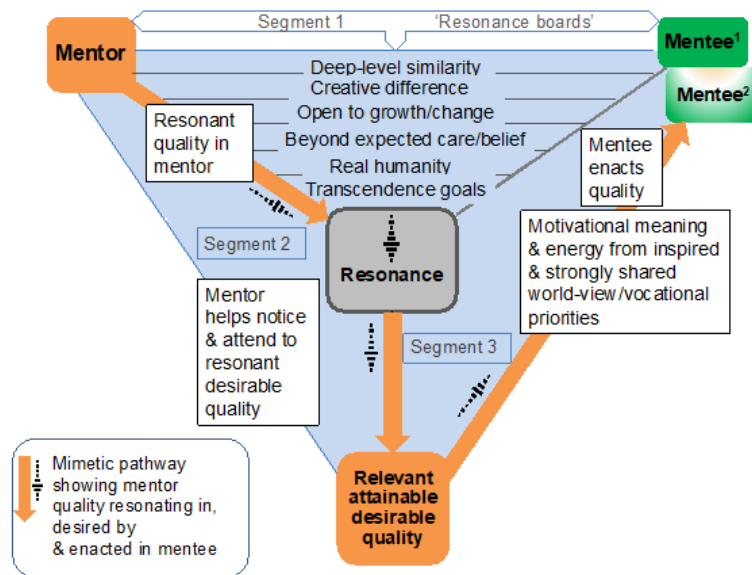 Segment 1
'Resonance boards'
Mentor
Mentee1
Mentee2
Deep-level similarity
Creative difference
Open to growth/change
Beyond expected care/belief
Real humanity
Transcendence goals
Resonant
quality in
mentor
Mentee
enacts
quality
Segment 2
Resonance
Motivational meaning
& energy from inspired
& strongly shared
world-view/vocational
priorities
Mentor
helps notice
& attend to
resonant
desirable
quality
Segment 3
Relevant
attainable
desirable
quality
Mimetic pathway
showing mentor
quality resonating in,
desired by
& enacted in mentee